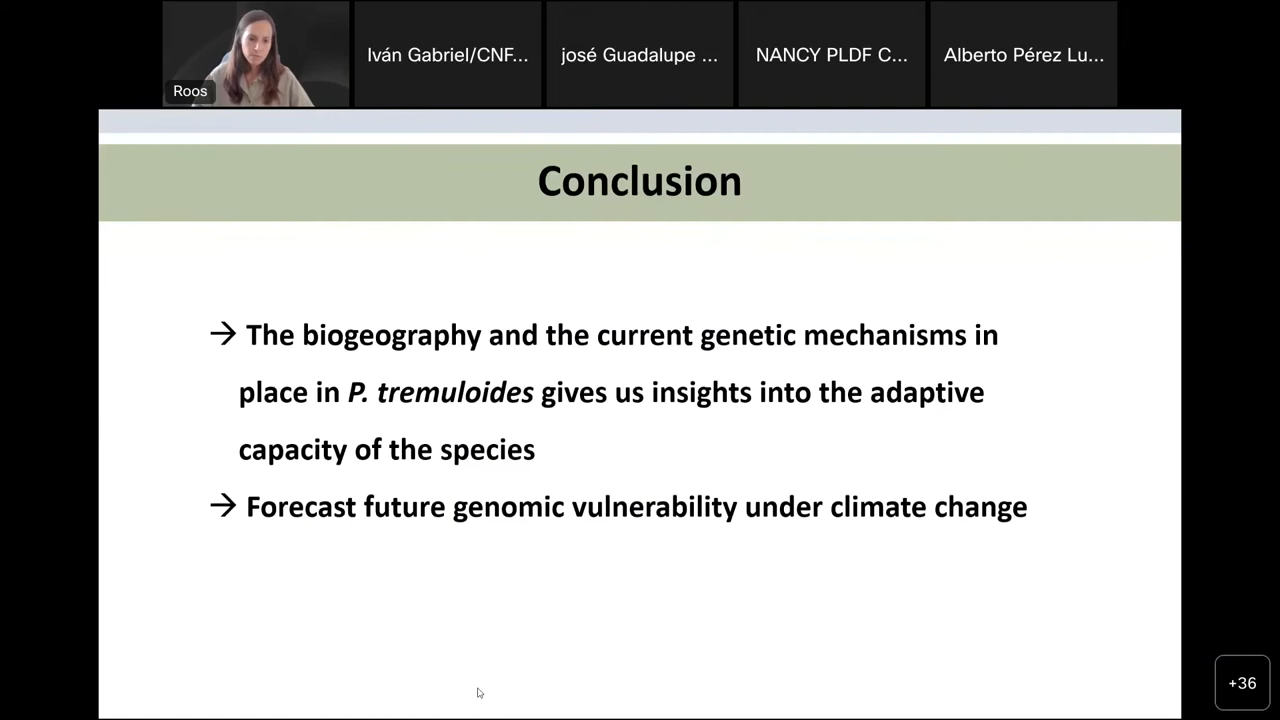 Roos
Iván Gabriel/CNF...
josé Guadalupe ...
NANCY PLDF C...
Alberto Pérez Lu...
Conclusion
→ The biogeography and the current genetic mechanisms in
place in P. tremuloides gives us insights into the adaptive
capacity of the species
→ Forecast future genomic vulnerability under climate change
+36